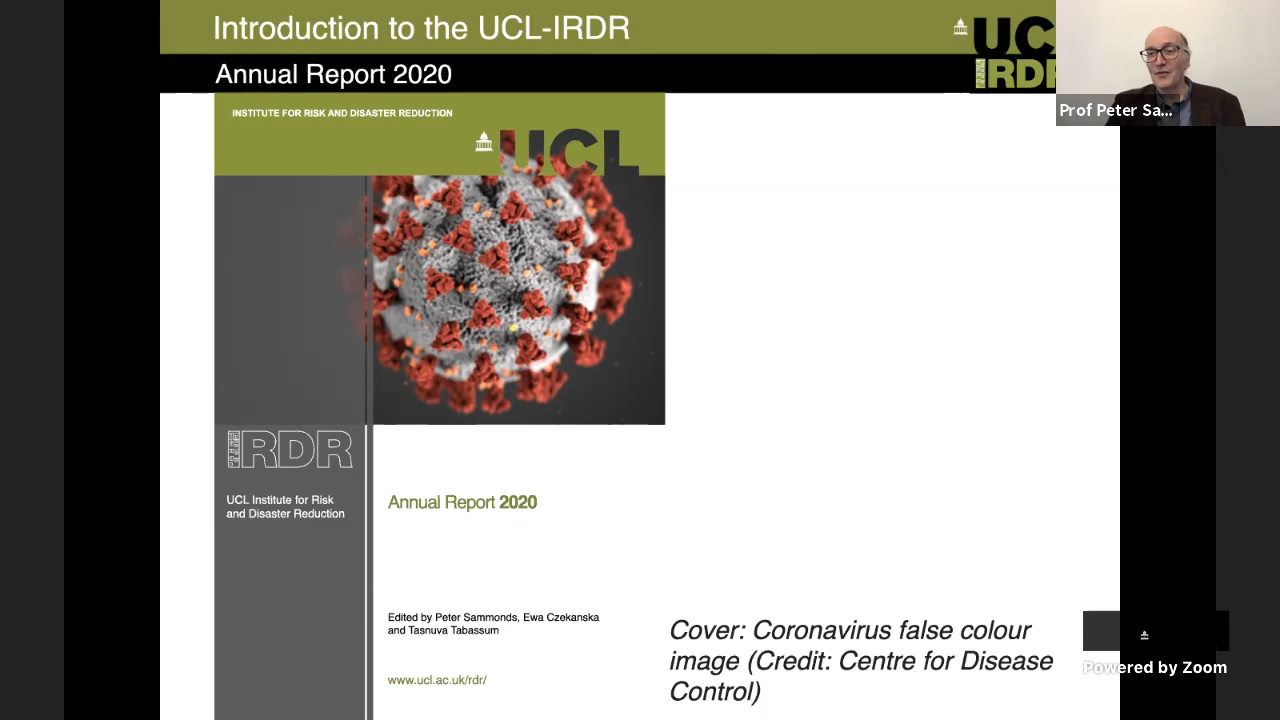 Introduction to the UCL-IRDR
Annual Report 2020
UC
IRD
Prof Peter Sa...
INSTITUTE FOR RISK AND DISASTER REDUCTION
UCL
IRDR
UCL Institute for Risk
and Disaster Reduction
Annual Report 2020
Edited by Peter Sammonds, Ewa Czekanska
and Tasnuva Tabassum
www.ucl.ac.uk/rdr/
Cover: Coronavirus false colour
image (Credit: Centre for Disease
Control)
Powered by Zoom